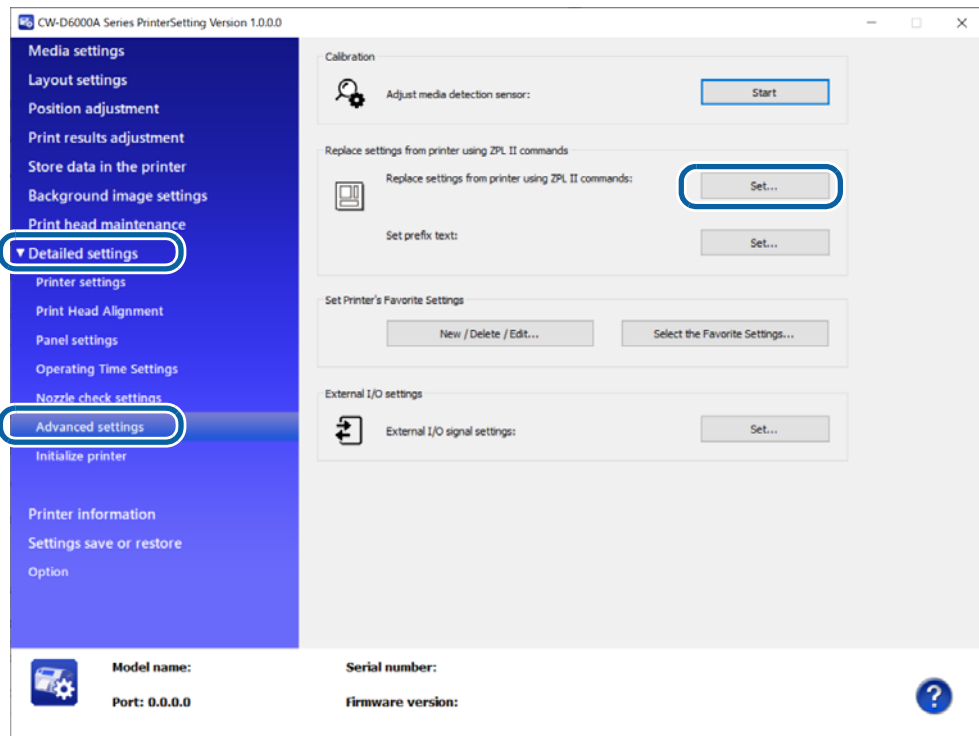 CW-D6000A Series PrinterSetting Version 1.0.0.0
Media settings
Layout settings
Position adjustment
Print results adjustment
Store data in the printer
Background image settings
Print head maintenance
▼ Detailed settings
Printer settings
Print Head Alignment
Panel settings
Operating Time Settings
Nozzle check settings
Advanced settings
Initialize printer
Printer information
Settings save or restore
Option
Calibration
Adjust media detection sensor:
Start
Replace settings from printer using ZPL II commands
Replace settings from printer using ZPL II commands:
Set...
Set prefix text:
Set...
Set Printer's Favorite Settings
New / Delete / Edit...
Select the Favorite Settings...
External I/O settings
External I/O signal settings:
Set...
Model name:
Serial number:
Port: 0.0.0.0
Firmware version:
?